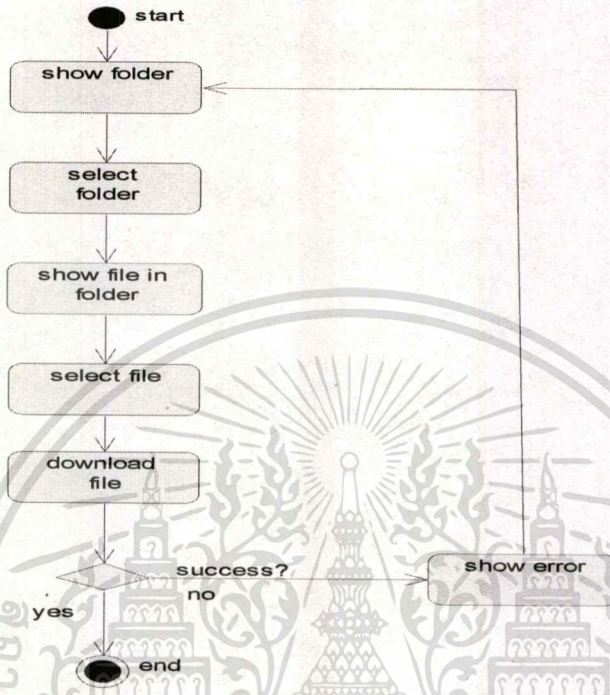 start
show folder
select
folder
show file in
folder
select file
download
file
success?
no
show error
yes
end